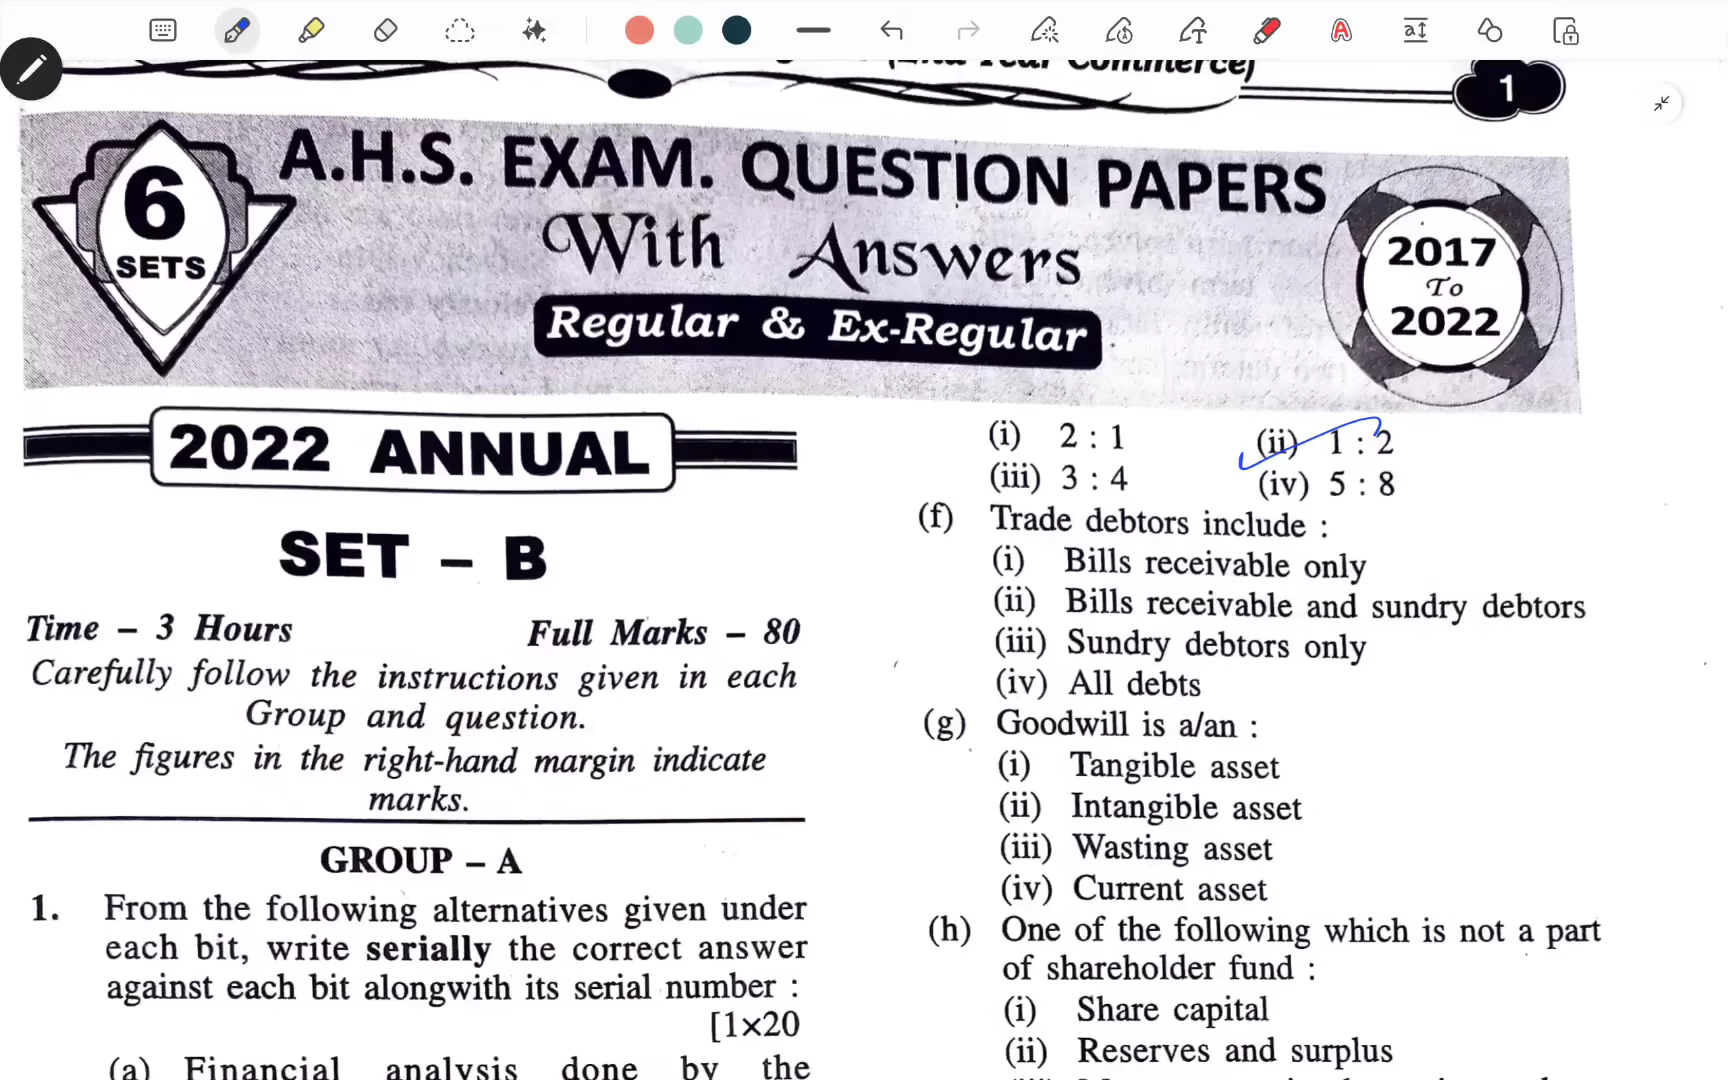 1
6
SETS
A.H.S. EXAM. QUESTION PAPERS
With Answers
Regular & Ex-Regular
2017
To
2022
2022 ANNUAL
SET – B
Time – 3 Hours Full Marks – 80
Carefully follow the instructions given in each
Group and question.
The figures in the right-hand margin indicate
marks.
GROUP – A
1. From the following alternatives given under
each bit, write serially the correct answer
against each bit alongwith its serial number :
[1×20
(a) Financial analysis done by the
(i) 2 : 1 (ii) 1 : 2
(iii) 3 : 4 (iv) 5 : 8
(f) Trade debtors include :
(i) Bills receivable only
(ii) Bills receivable and sundry debtors
(iii) Sundry debtors only
(iv) All debts
(g) Goodwill is a/an :
(i) Tangible asset
(ii) Intangible asset
(iii) Wasting asset
(iv) Current asset
(h) One of the following which is not a part
of shareholder fund :
(i) Share capital
(ii) Reserves and surplus